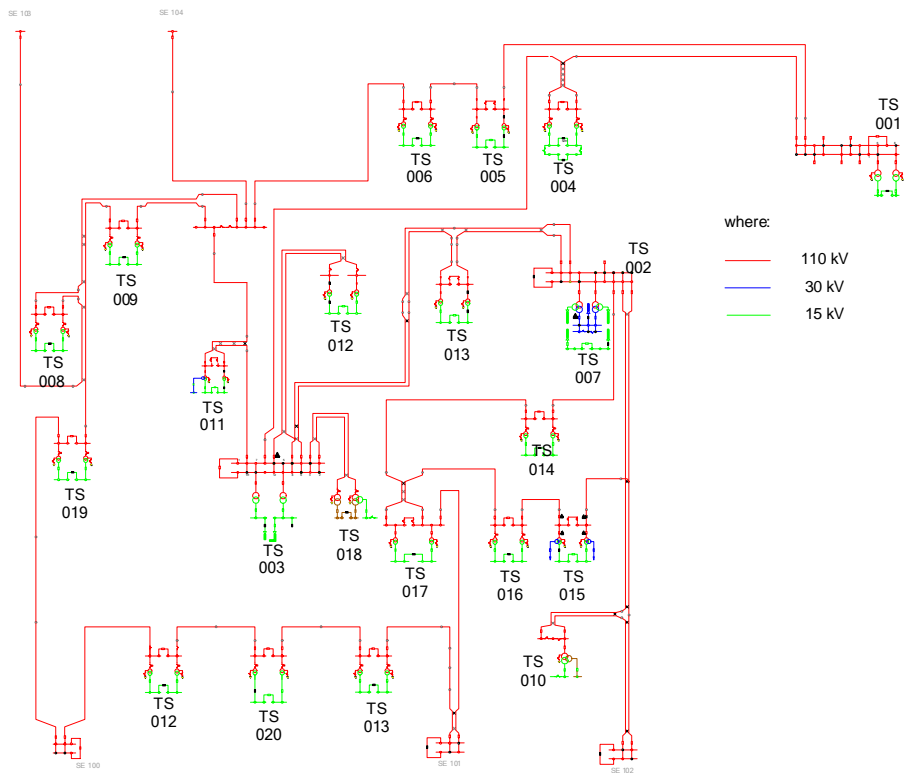 SE 103
SE 104
TS
001
TS
006
TS
005
TS
004
where:
110 kV
30 kV
15 kV
TS
002
TS
009
TS
012
TS
013
TS
007
TS
008
TS
011
TS
014
TS
019
TS
003
TS
018
TS
017
TS
016
TS
015
TS
010
TS
012
TS
020
TS
013
SE 100
SE 101
SE 102